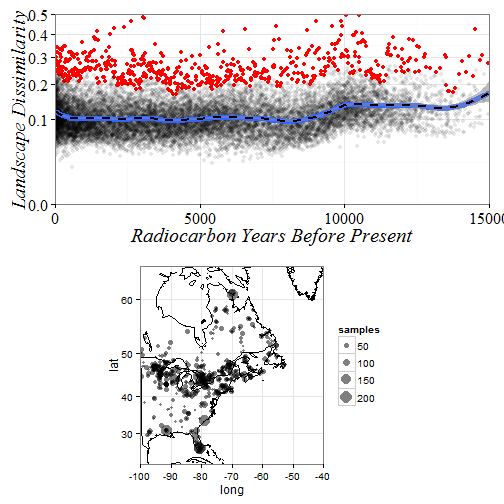 0.5
0.4
0.3
0.2
0.1
0.0
Landscape Dissimilarity
0 5000 10000 15000
Radiocarbon Years Before Present
60
50
40
30
lat
-100 -90 -80 -70 -60 -50 -40
long
samples
50
100
150
200